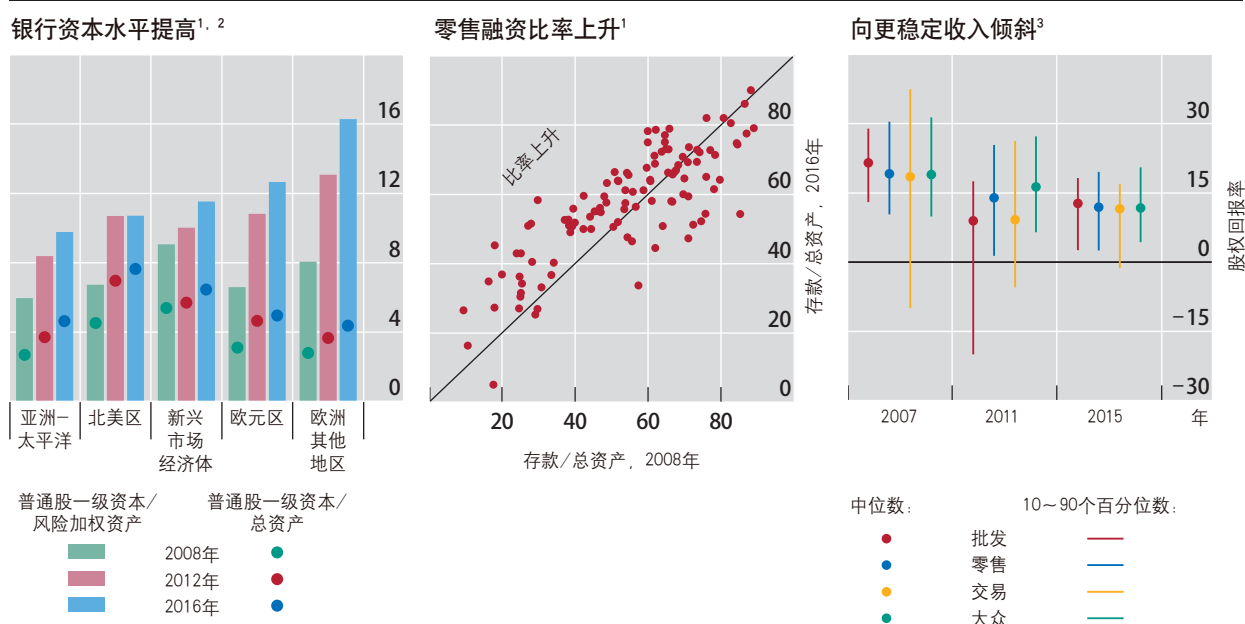 银行资本水平提高¹˒ ²
16
12
8
4
0
亚洲—
太平洋
北美区
新兴
市场
经济体
欧元区
欧洲
其他
地区
普通股一级资本/
风险加权资产
普通股一级资本/
总资产
2008年
2012年
2016年
零售融资比率上升¹
比率上升
80
60
40
20
0
存款/总资产，2016年
20 40 60 80
存款/总资产，2008年
向更稳定收入倾斜³
30
15
0
−15
−30
股权回报率
2007 2011 2015 年
中位数： 10～90个百分位数：
批发
零售
交易
大众